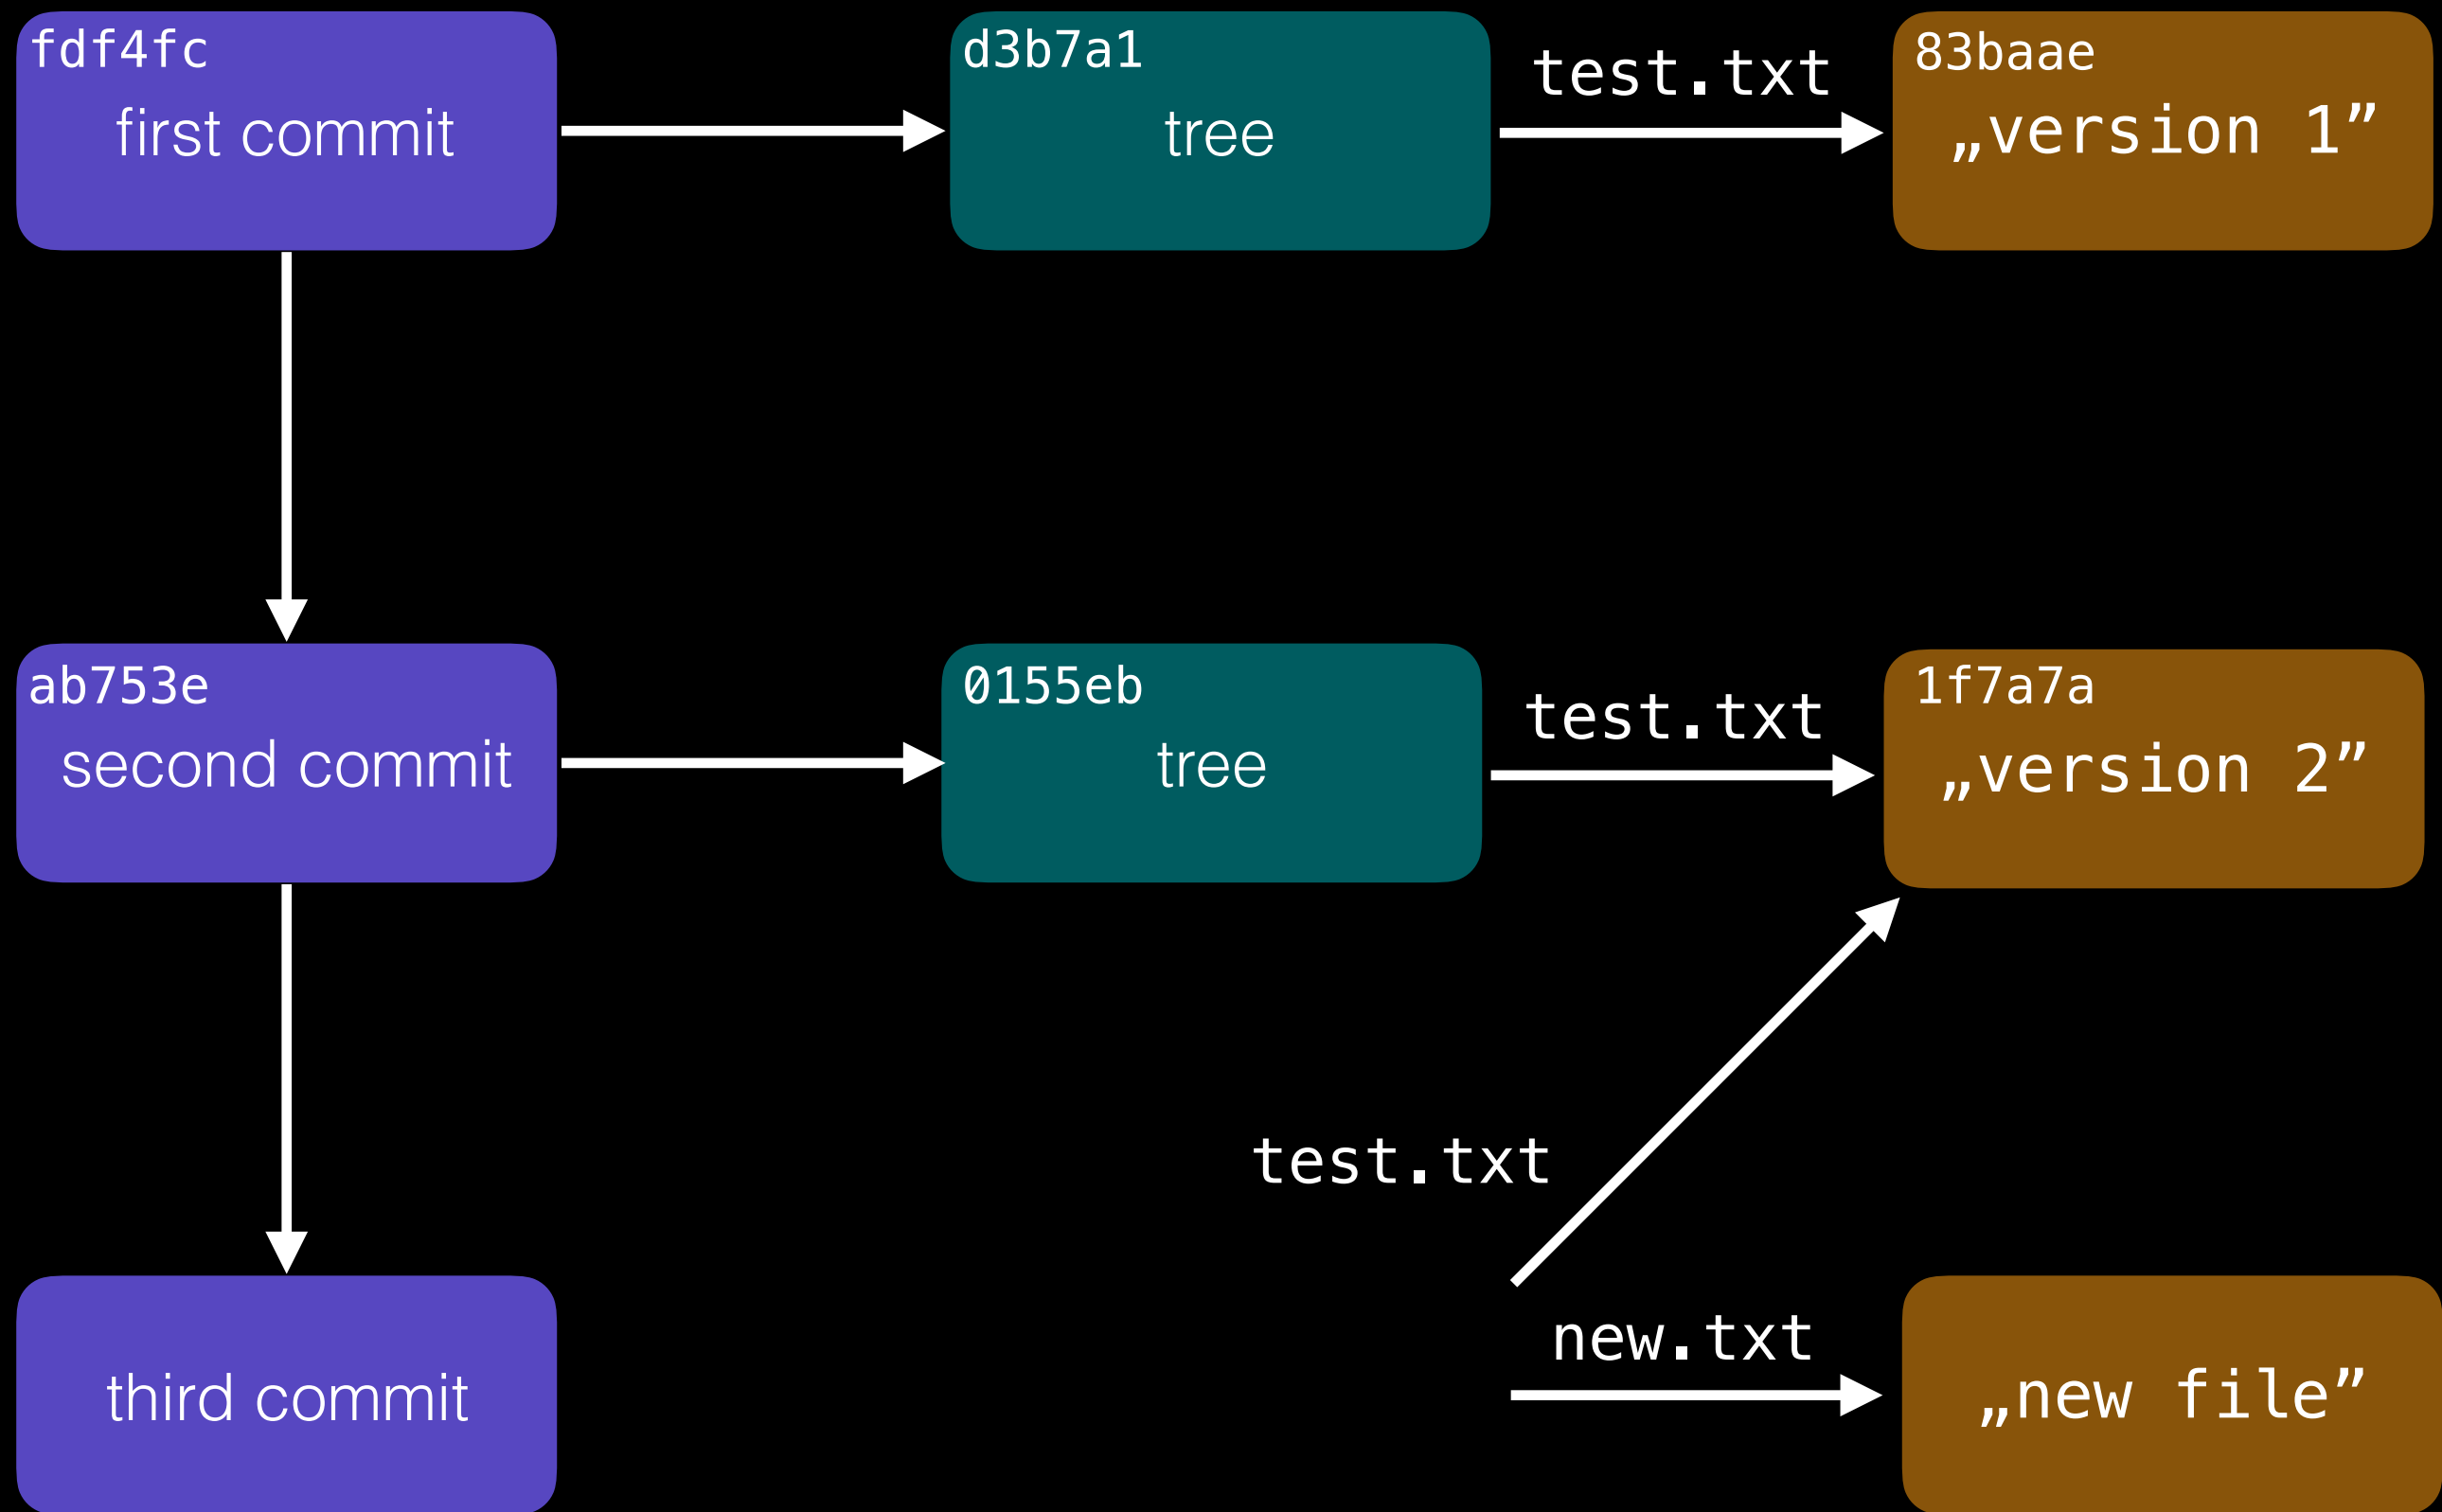 fdf4fc
first commit
d3b7a1
tree
test.txt
83baae
„version 1”
ab753e
second commit
0155eb
tree
test.txt
1f7a7a
„version 2”
test.txt
third commit
new.txt
„new file”